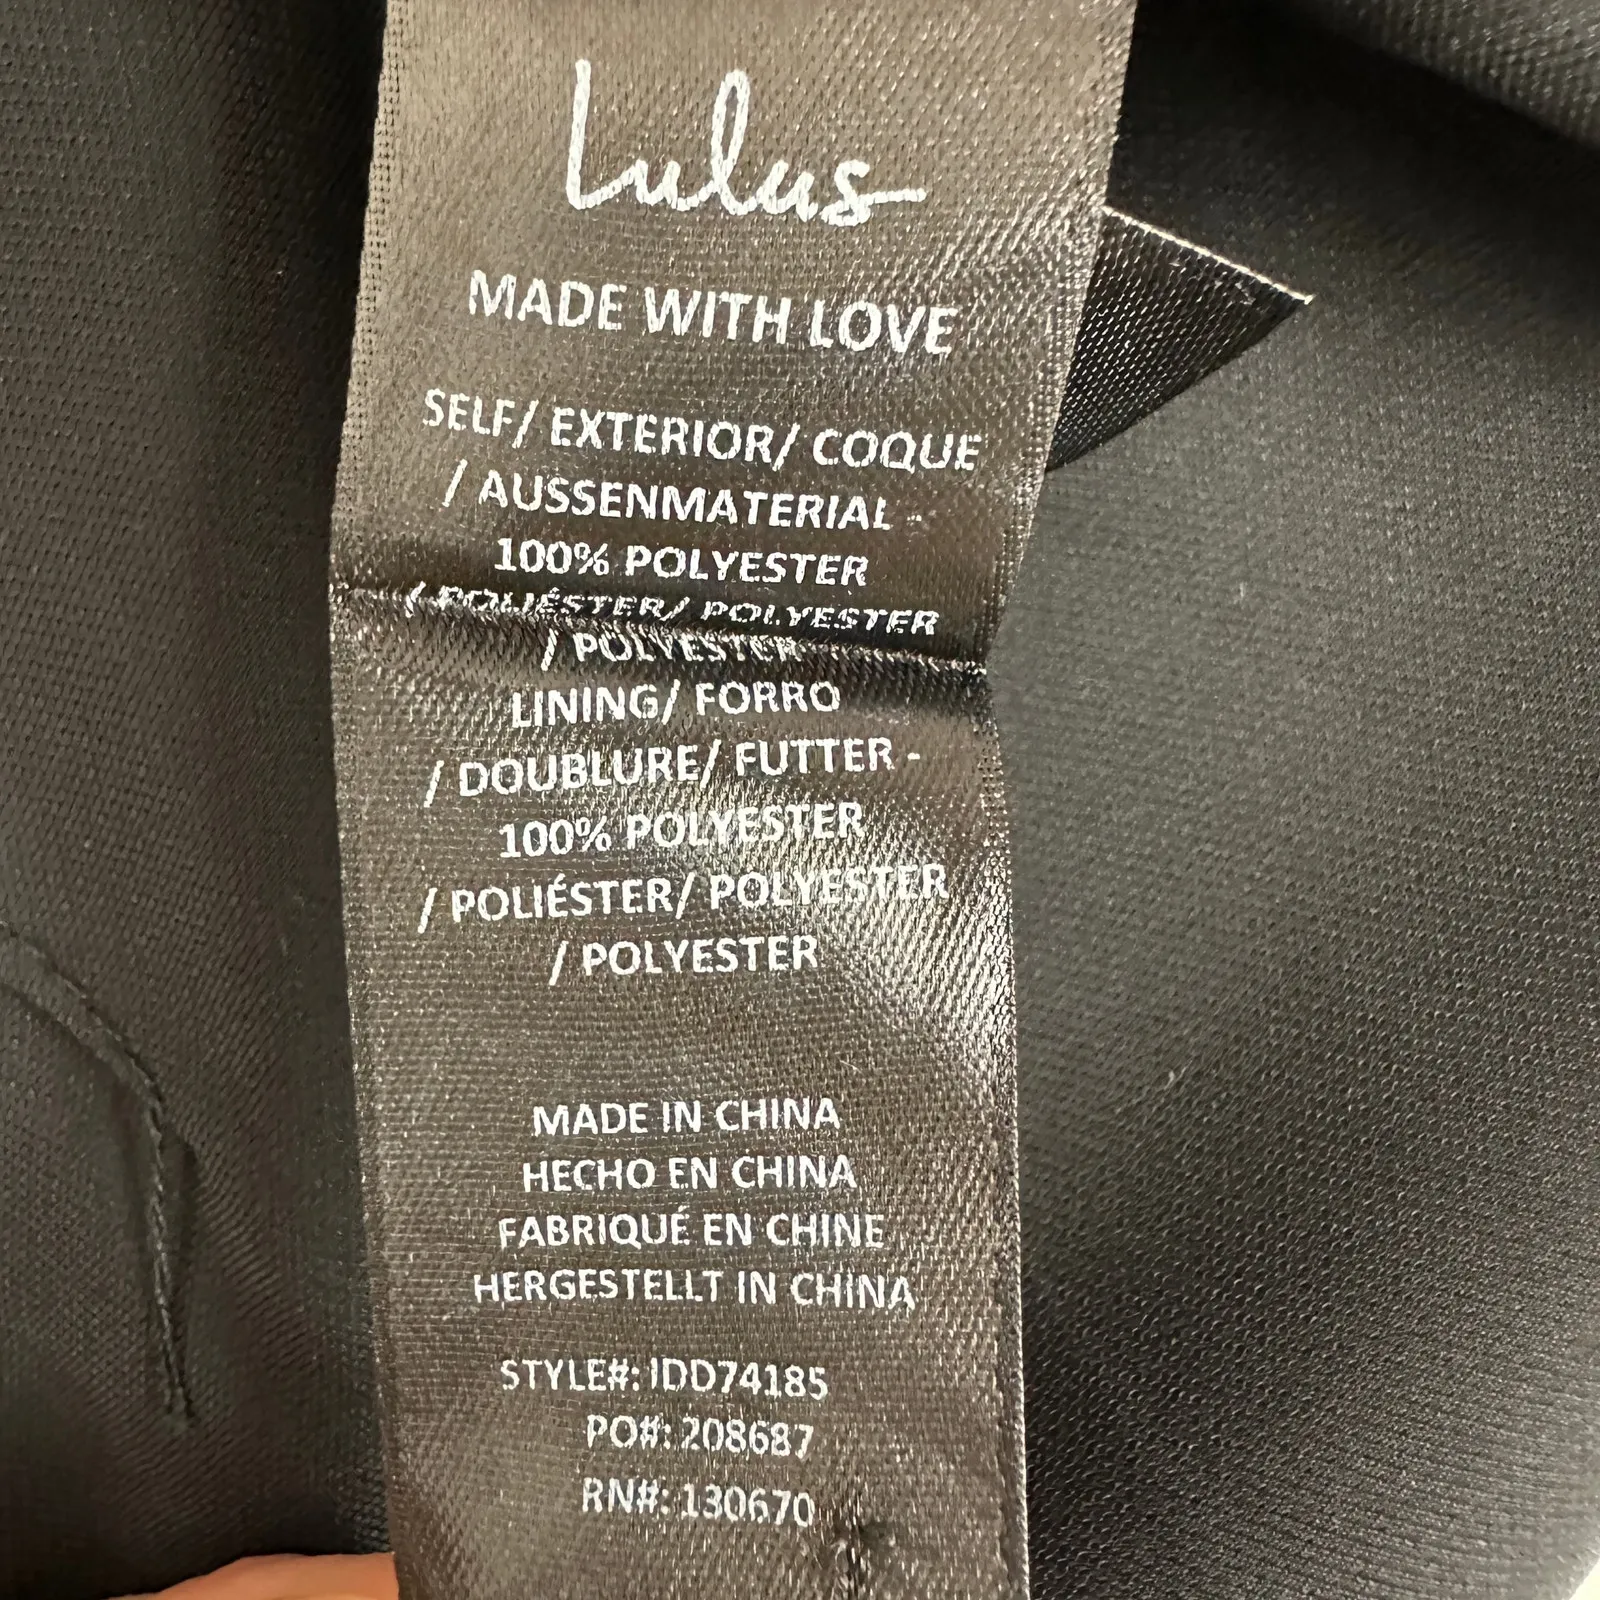 Lulus
MADE WITH LOVE
SELF/ EXTERIOR/ COQUE
/ AUSSENMATERIAL -
100% POLYESTER
/ POLIÉSTER/ POLYESTER
/ POLYESTER
LINING/ FORRO
/ DOUBLURE/ FUTTER -
100% POLYESTER
/ POLIÉSTER/ POLYESTER
/ POLYESTER
MADE IN CHINA
HECHO EN CHINA
FABRIQUÉ EN CHINE
HERGESTELLT IN CHINA
STYLE#: IDD74185
PO#: 208687
RN#: 130670